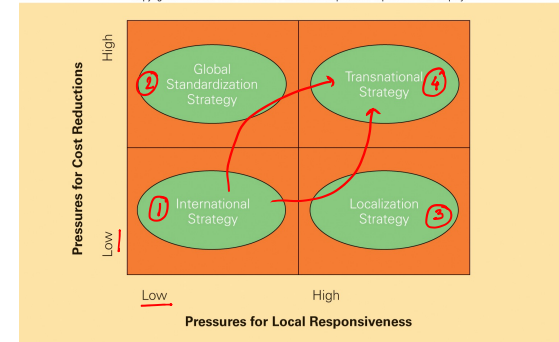 High
Pressures for Cost Reductions
Low
2
Global
Standardization
Strategy
Transnational
Strategy
4
1
International
Strategy
Localization
Strategy
3
Low
High
Pressures for Local Responsiveness